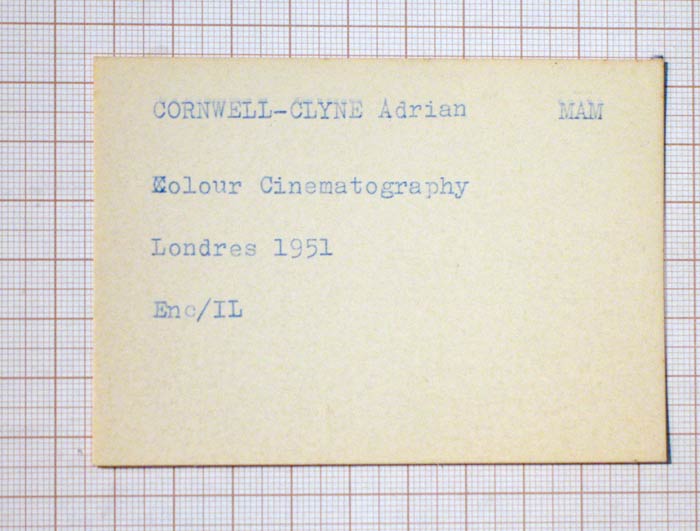 CORNWELL-CLYNE Adrian MAM
Colour Cinematography
Londres 1951
Enc/IL